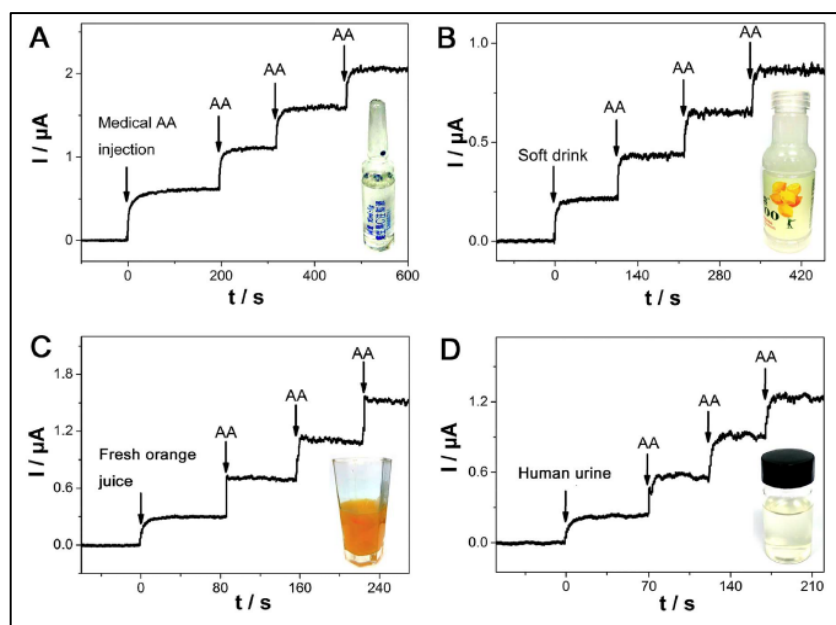 A
AA
AA
AA
Medical AA
injection
I / µA
2
1
0
0
200
400
600
t / s
B
AA
AA
AA
Soft drink
I / µA
1.0
0.5
0.0
0
140
280
420
t / s
OO
C
AA
AA
AA
Fresh orange
juice
I / µA
1.8
1.2
0.6
0.0
0
80
160
240
t / s
D
AA
AA
AA
Human urine
I / µA
1.2
0.6
0.0
0
70
140
210
t / s